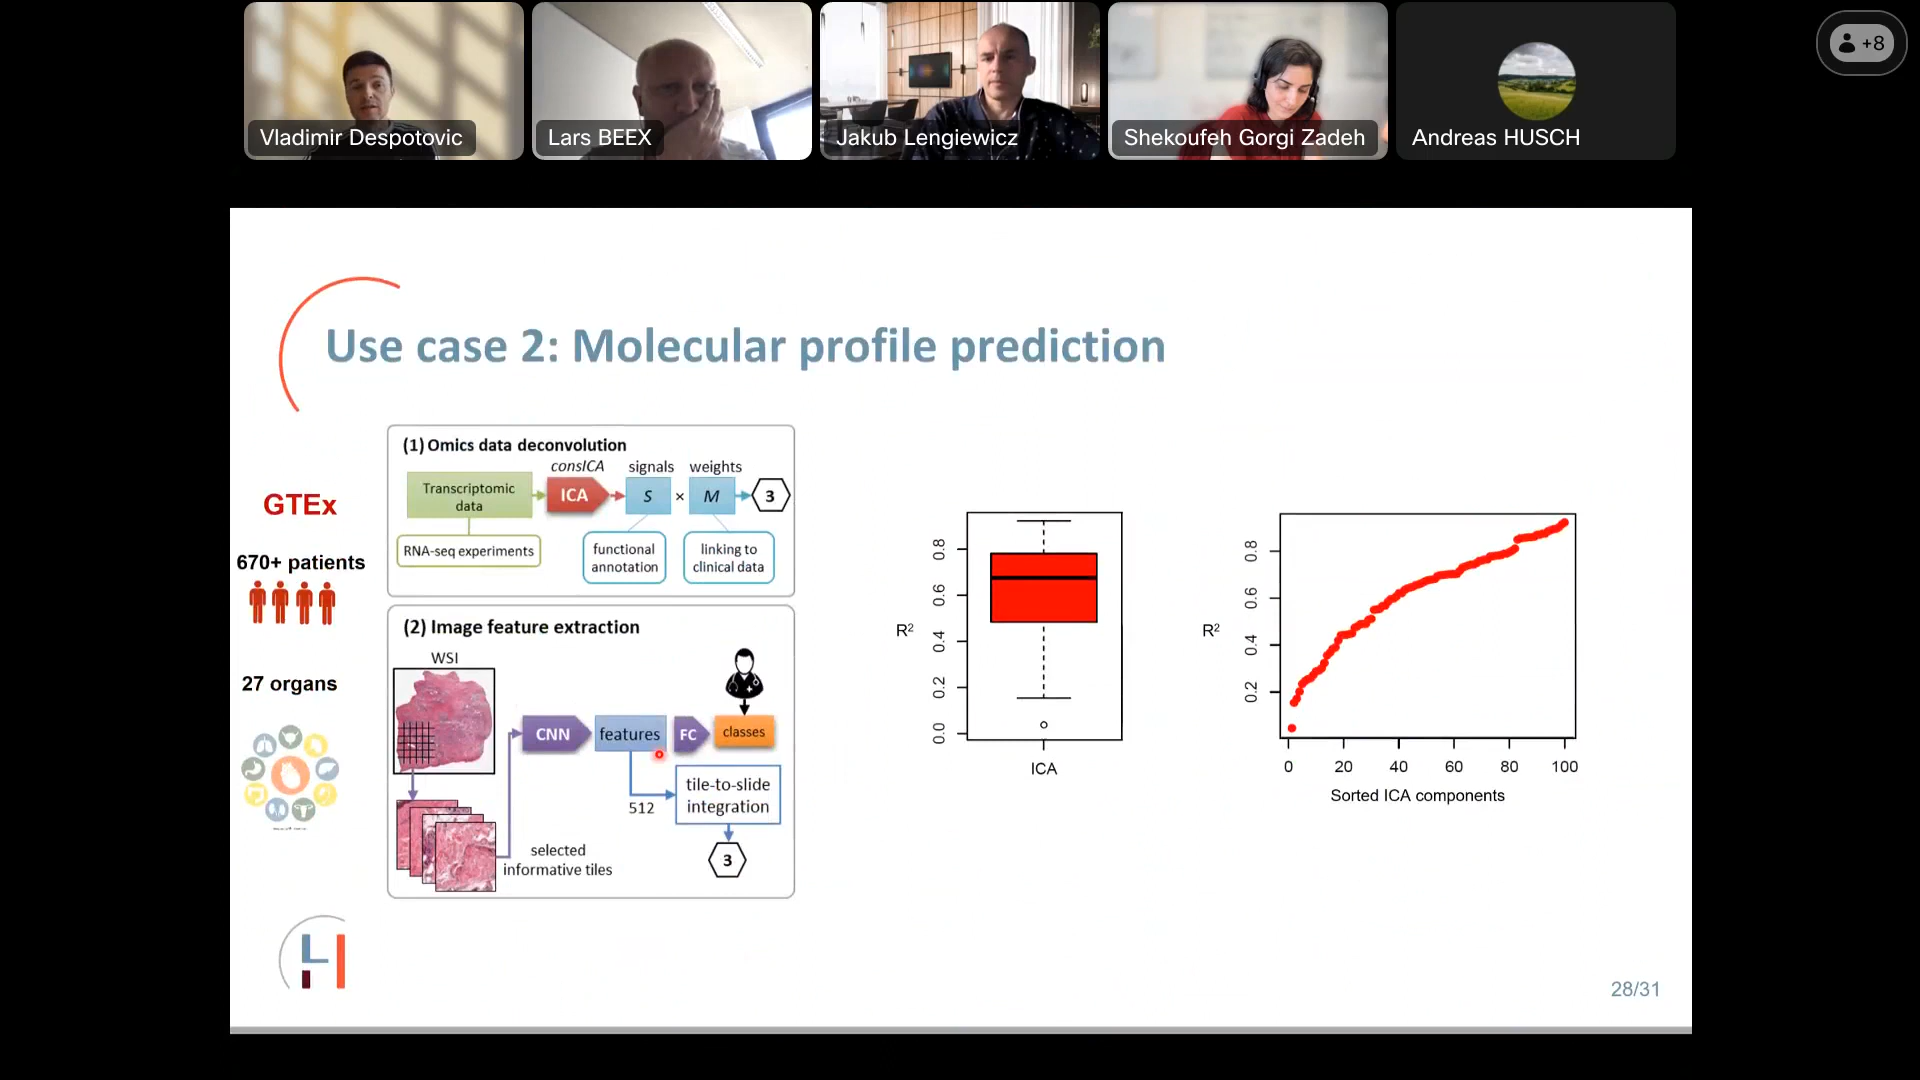 Vladimir Despotovic
Lars BEEX
Jakub Lengiewicz
Shekoufeh Gorgi Zadeh
Andreas HUSCH
+8
Use case 2: Molecular profile prediction
GTEx
670+ patients
27 organs
(1) Omics data deconvolution
consICA
signals
weights
Transcriptomic
data
ICA
S
×
M
3
RNA-seq experiments
functional
annotation
linking to
clinical data
(2) Image feature extraction
WSI
CNN
features
FC
classes
512
tile-to-slide
integration
3
selected
informative tiles
R²
0.8
0.6
0.4
0.2
0.0
ICA
R²
0.8
0.6
0.4
0.2
0 20 40 60 80 100
Sorted ICA components
28/31